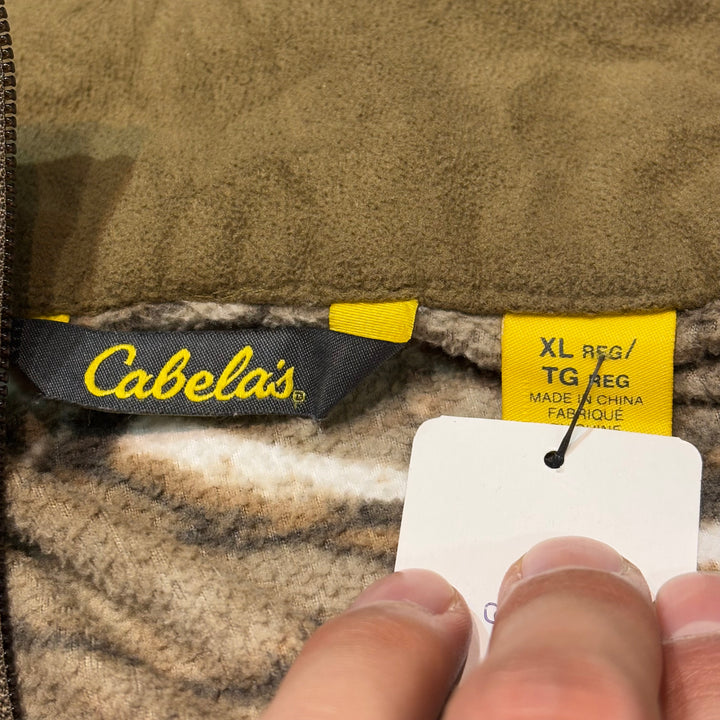 Cabela's
XL REG/
TG REG
MADE IN CHINA
FABRIQUÉ